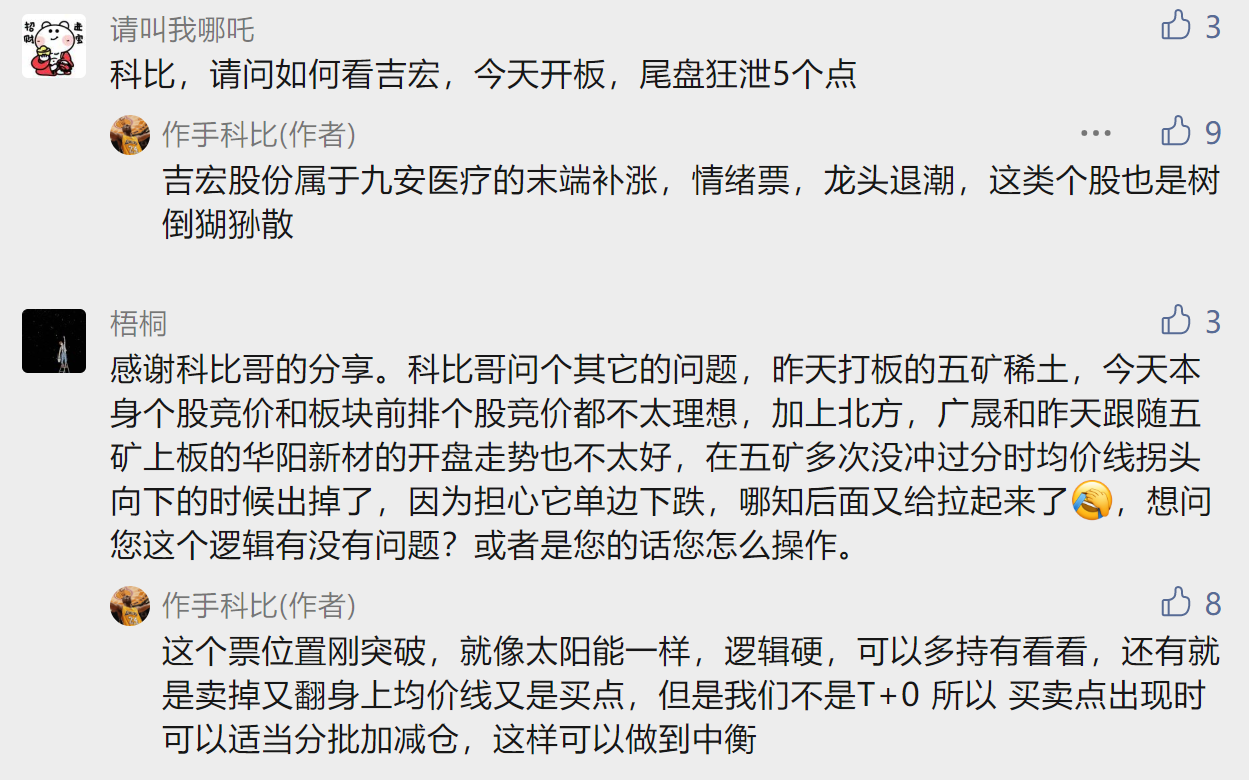 招财
进宝
请叫我哪吒
3
科比，请问如何看吉宏，今天开板，尾盘狂泄5个点
作手科比(作者)
9
吉宏股份属于九安医疗的末端补涨，情绪票，龙头退潮，这类个股也是树
倒猢狲散
梧桐
3
感谢科比哥的分享。科比哥问个其它的问题，昨天打板的五矿稀土，今天本
身个股竞价和板块前排个股竞价都不太理想，加上北方，广晟和昨天跟随五
矿上板的华阳新材的开盘走势也不太好，在五矿多次没冲过分时均价线拐头
向下的时候出掉了，因为担心它单边下跌，哪知后面又给拉起来了🤦，想问
您这个逻辑有没有问题？或者是您的话您怎么操作。
作手科比(作者)
8
这个票位置刚突破，就像太阳能一样，逻辑硬，可以多持有看看，还有就
是卖掉又翻身上均价线又是买点，但是我们不是T+0 所以 买卖点出现时
可以适当分批加减仓，这样可以做到中衡